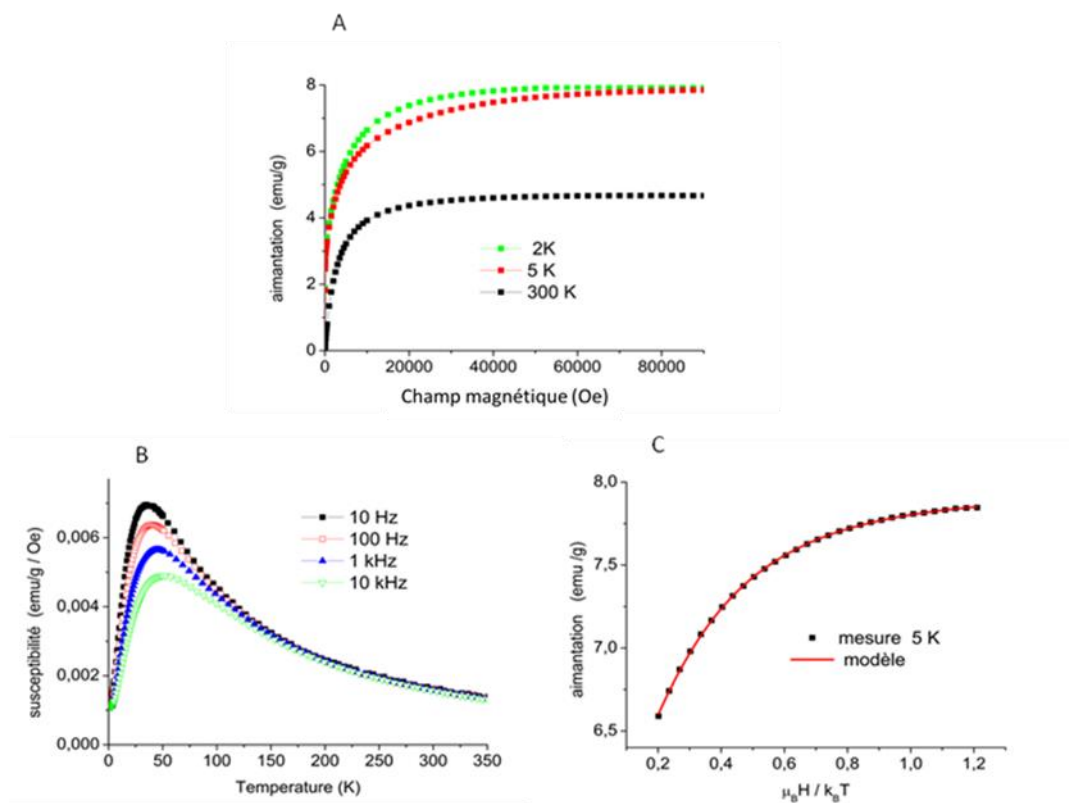 A
8
6
4
2
0
aimantation (emu/g)
2K
5 K
300 K
0
20000
40000
60000
80000
Champ magnétique (Oe)
B
0,006
0,004
0,002
0,000
susceptibilité (emu/g / Oe)
10 Hz
100 Hz
1 kHz
10 kHz
0
50
100
150
200
250
300
350
Temperature (K)
C
8,0
7,5
7,0
6,5
aimantation (emu /g)
mesure 5 K
modèle
0,2
0,4
0,6
0,8
1,0
1,2
μBH / kBT